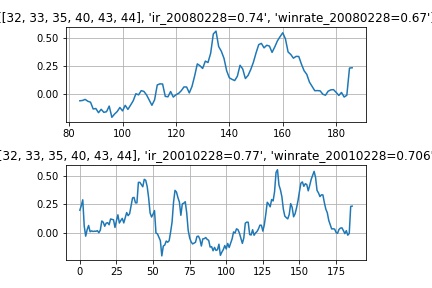 [[32, 33, 35, 40, 43, 44], 'ir_20080228=0.74', 'winrate_20080228=0.67']
0.50
0.25
0.00
80 100 120 140 160 180
[32, 33, 35, 40, 43, 44], 'ir_20010228=0.77', 'winrate_20010228=0.706'
0.50
0.25
0.00
0 25 50 75 100 125 150 175